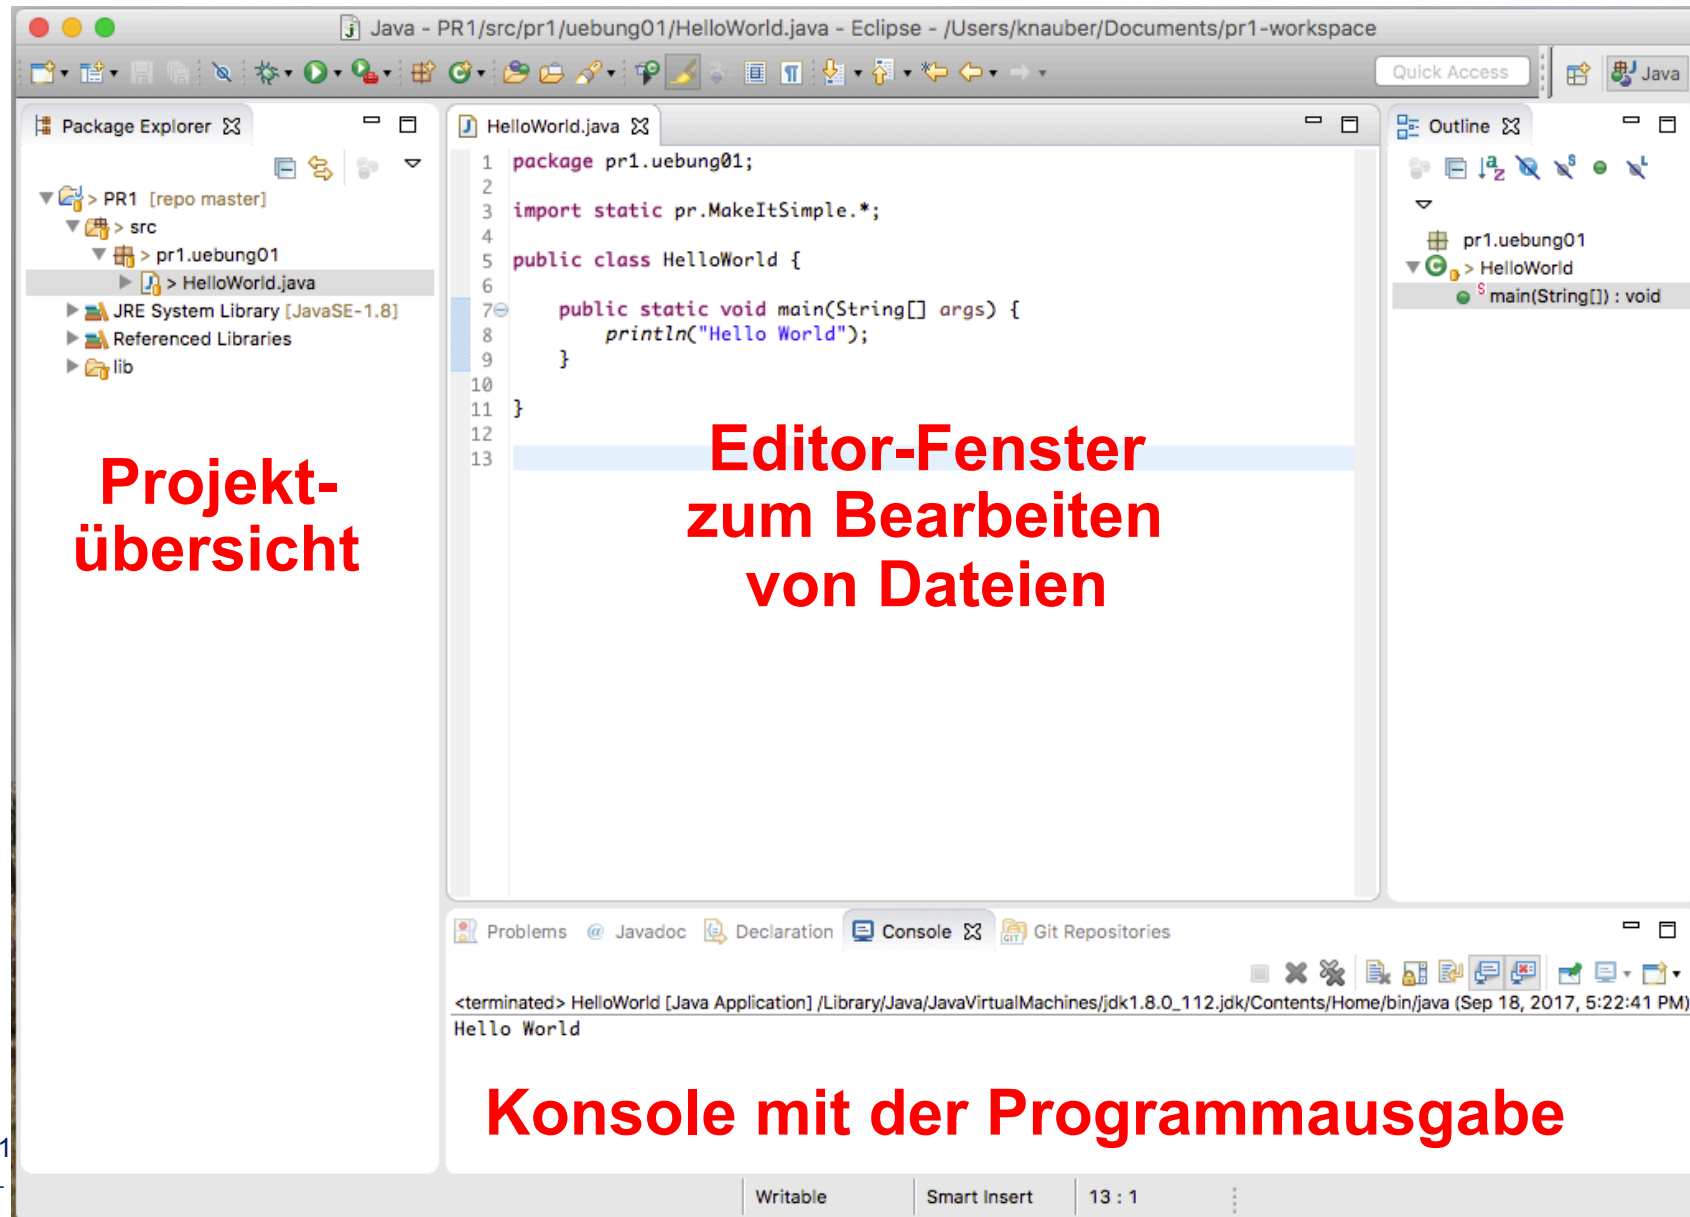 Java - PR1/src/pr1/uebung01/HelloWorld.java - Eclipse - /Users/knauber/Documents/pr1-workspace
Quick Access
Java
Package Explorer
> PR1 [repo master]
> src
> pr1.uebung01
> HelloWorld.java
JRE System Library [JavaSE-1.8]
Referenced Libraries
lib
Projekt-
übersicht
HelloWorld.java
1 package pr1.uebung01;
2
3 import static pr.MakeItSimple.*;
4
5 public class HelloWorld {
6
7 public static void main(String[] args) {
8 println("Hello World");
9 }
10
11 }
12
13
Editor-Fenster
zum Bearbeiten
von Dateien
Outline
pr1.uebung01
> HelloWorld
S main(String[]) : void
Problems @ Javadoc Declaration Console Git Repositories
<terminated> HelloWorld [Java Application] /Library/Java/JavaVirtualMachines/jdk1.8.0_112.jdk/Contents/Home/bin/java (Sep 18, 2017, 5:22:41 PM)
Hello World
Konsole mit der Programmausgabe
1
Writable Smart Insert 13 : 1